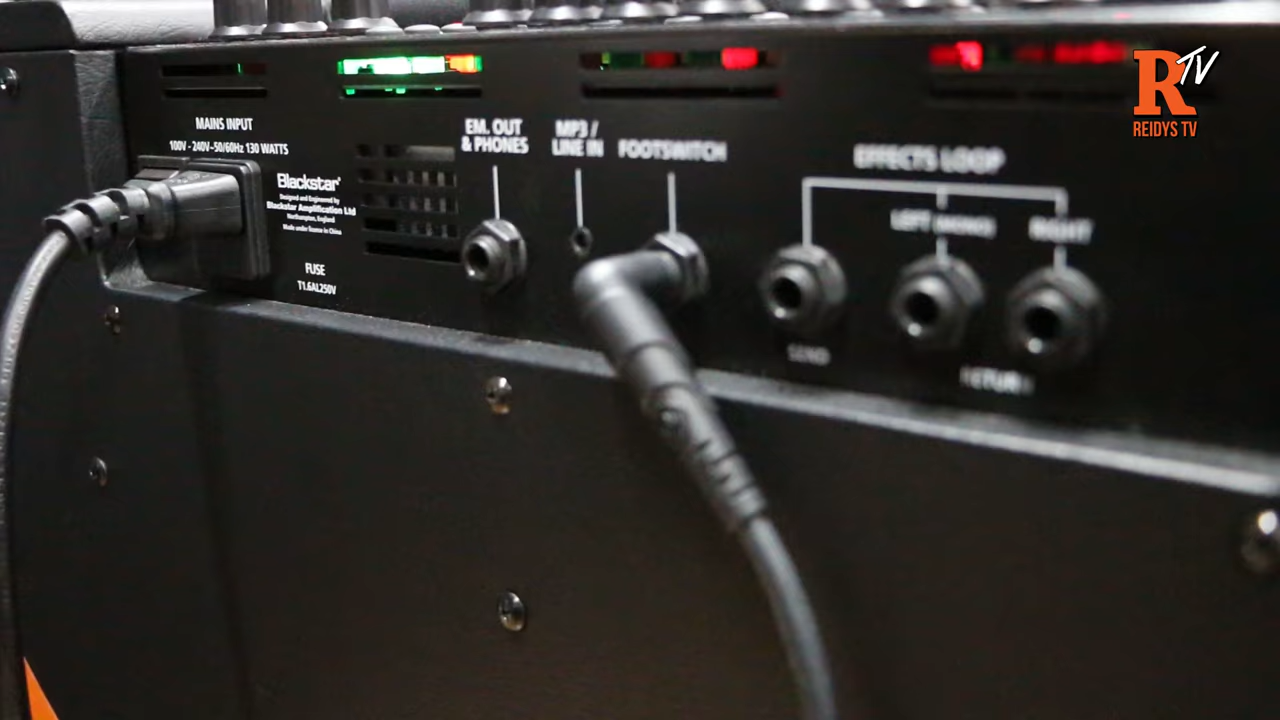 R TV
REIDYS TV
MAINS INPUT
100V - 240V~50/60Hz 130 WATTS
EM. OUT
& PHONES
MP3 /
LINE IN
FOOTSWITCH
EFFECTS LOOP
Blackstar
Designed and Engineered by
Blackstar Amplification Ltd
Northampton, England
Made under licence in China
LEFT (MONO)
RIGHT
FUSE
T1.6AL250V
SEND
RETURN